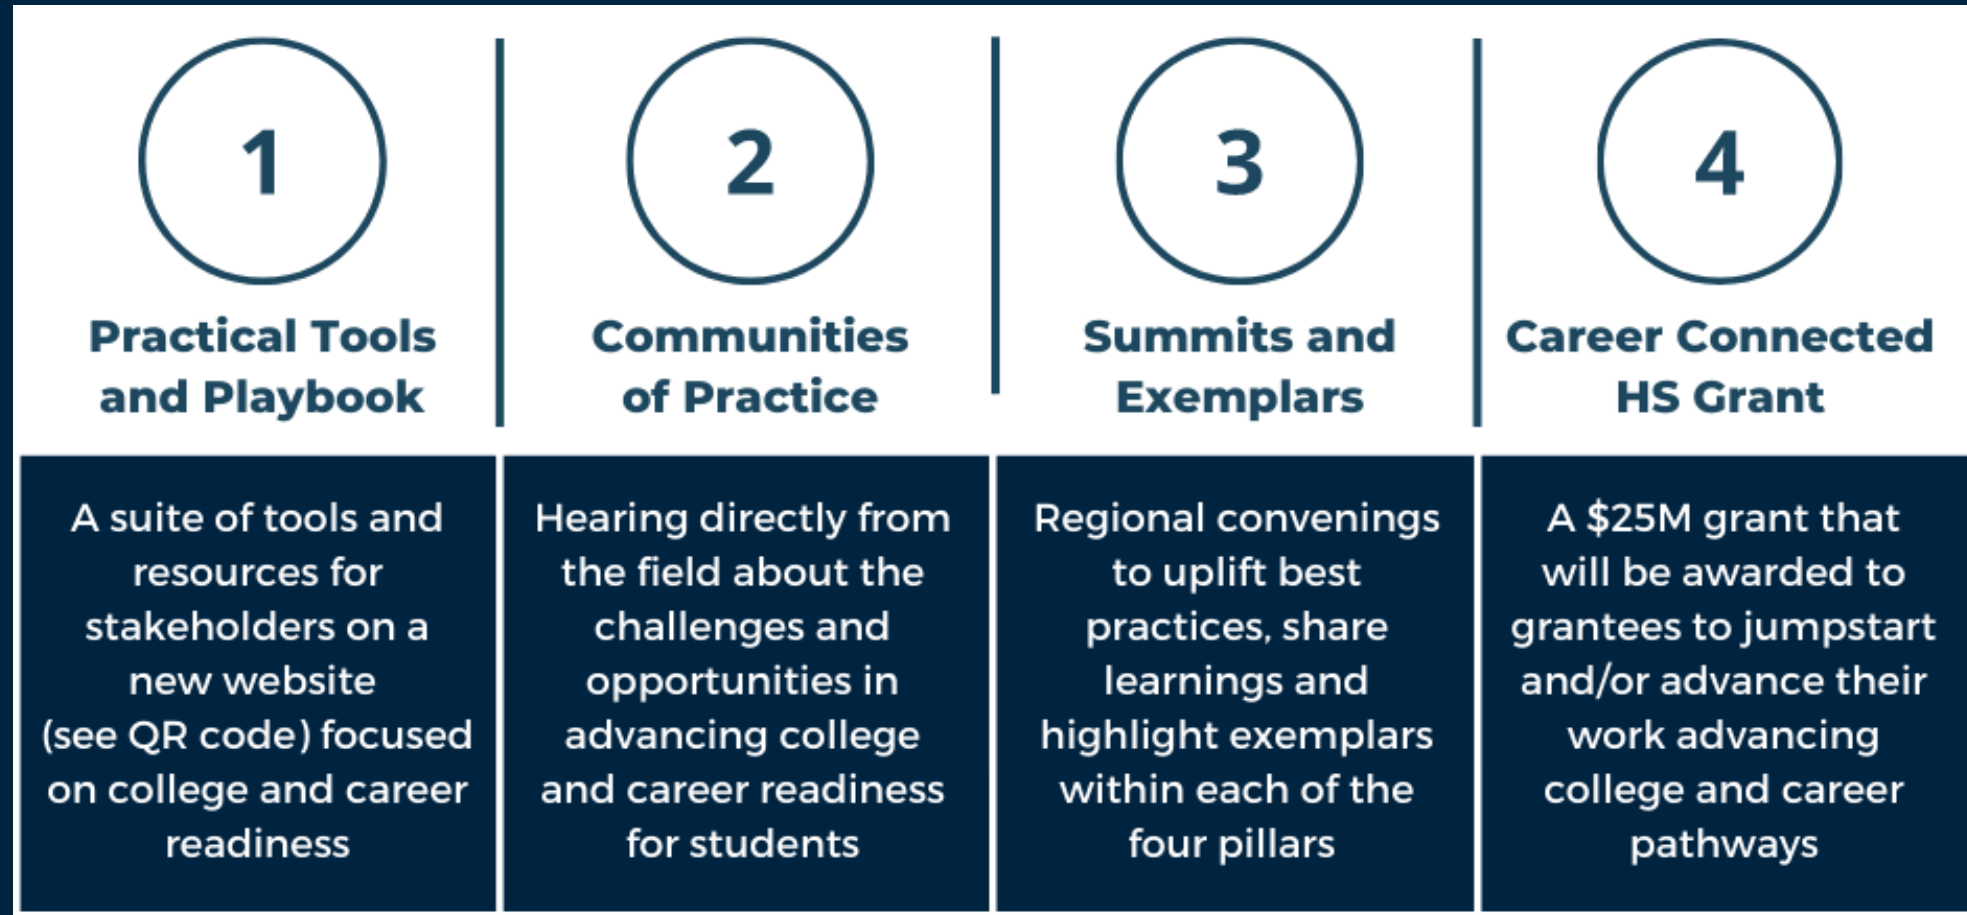 1
Practical Tools
and Playbook
A suite of tools and
resources for
stakeholders on a
new website
(see QR code) focused
on college and career
readiness
2
Communities
of Practice
Hearing directly from
the field about the
challenges and
opportunities in
advancing college
and career readiness
for students
3
Summits and
Exemplars
Regional convenings
to uplift best
practices, share
learnings and
highlight exemplars
within each of the
four pillars
4
Career Connected
HS Grant
A $25M grant that
will be awarded to
grantees to jumpstart
and/or advance their
work advancing
college and career
pathways